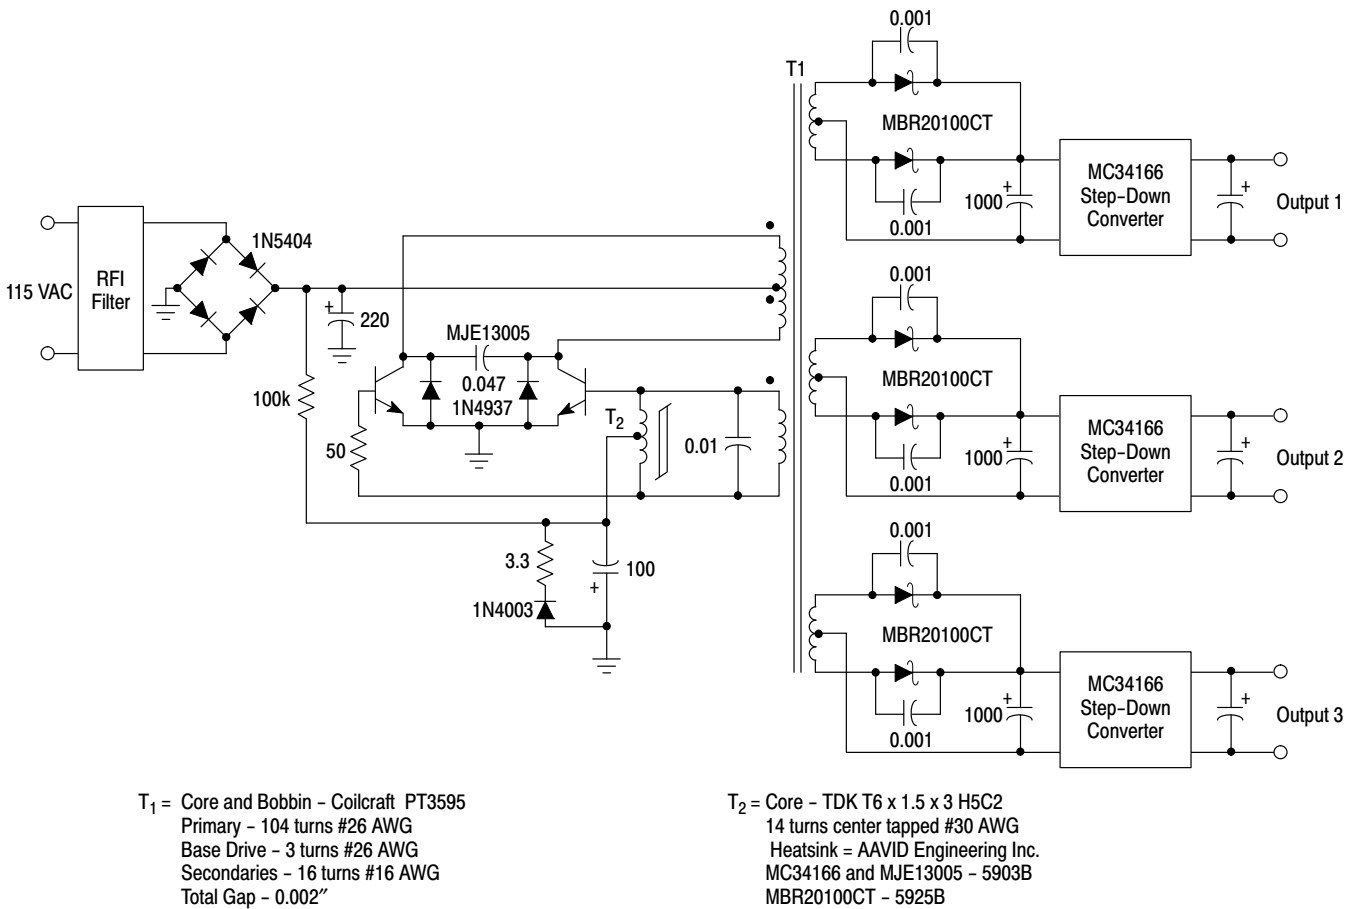 0.001
T1
MBR20100CT
0.001
1000
+
MC34166
Step-Down
Converter
+
Output 1
115 VAC
RFI
Filter
1N5404
+
220
100k
50
MJE13005
0.047
1N4937
T2
0.01
3.3
1N4003
100
+
0.001
MBR20100CT
0.001
1000
+
MC34166
Step-Down
Converter
+
Output 2
0.001
MBR20100CT
0.001
1000
+
MC34166
Step-Down
Converter
+
Output 3
T1 = Core and Bobbin - Coilcraft PT3595
Primary - 104 turns #26 AWG
Base Drive - 3 turns #26 AWG
Secondaries - 16 turns #16 AWG
Total Gap - 0.002″
T2 = Core - TDK T6 x 1.5 x 3 H5C2
14 turns center tapped #30 AWG
Heatsink = AAVID Engineering Inc.
MC34166 and MJE13005 - 5903B
MBR20100CT - 5925B